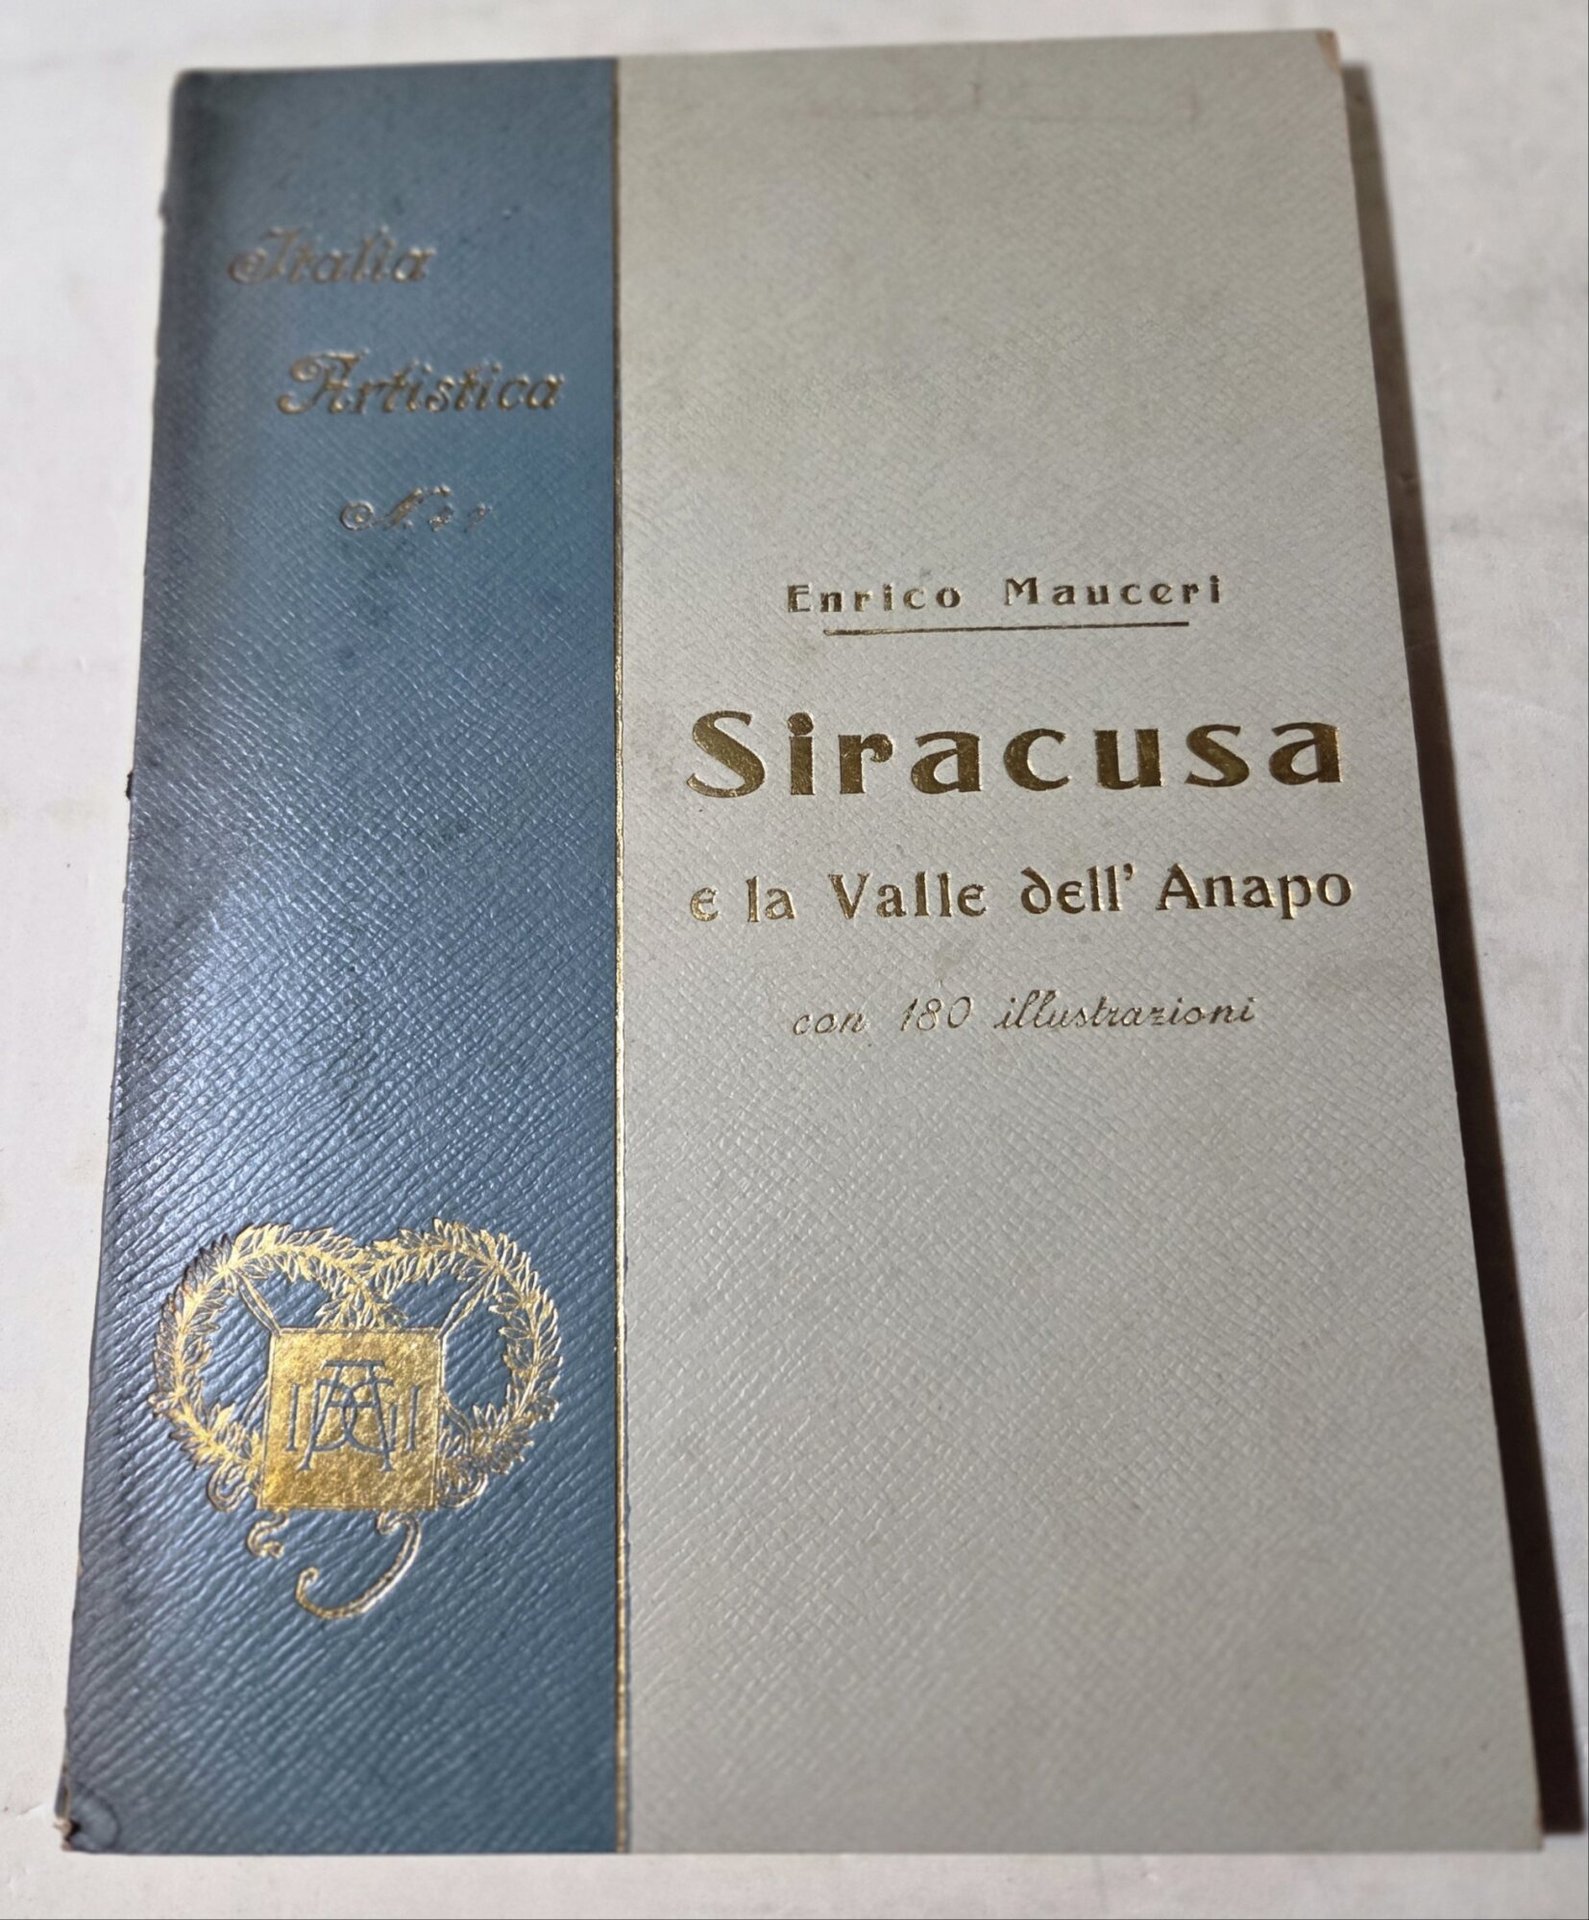 Italia
Artistica
N.
Enrico Mauceri
Siracusa
e la Valle dell' Anapo
con 180 illustrazioni